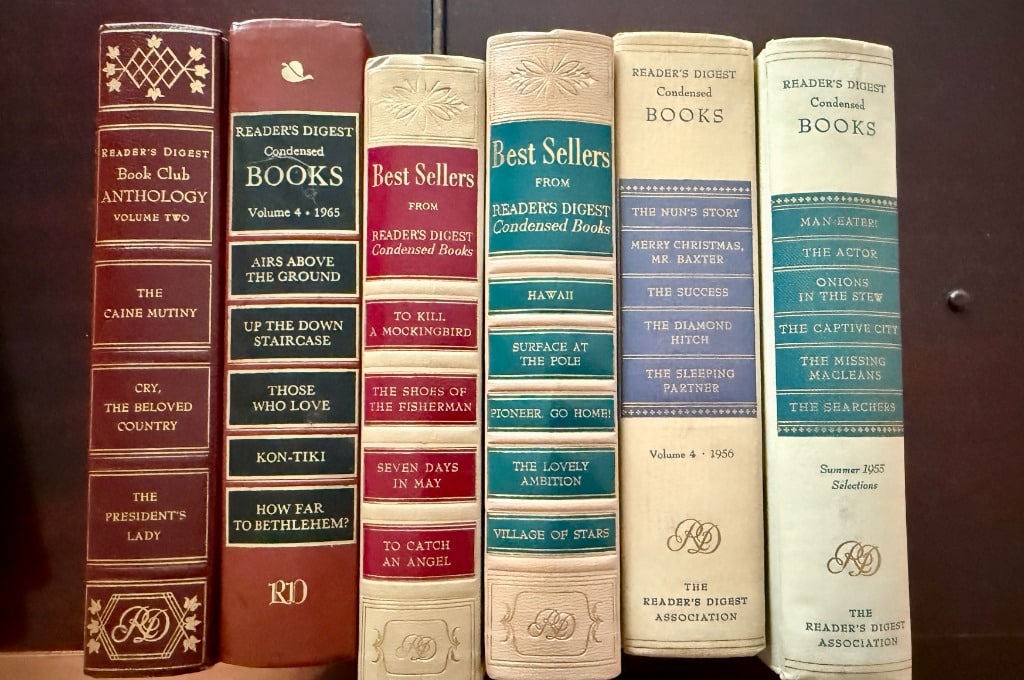 READER'S DIGEST
Book Club
ANTHOLOGY
VOLUME TWO
THE
CAINE MUTINY
CRY,
THE BELOVED
COUNTRY
THE
PRESIDENT'S
LADY
RD
READER'S DIGEST
Condensed
BOOKS
Volume 4 • 1965
AIRS ABOVE
THE GROUND
UP THE DOWN
STAIRCASE
THOSE
WHO LOVE
KON-TIKI
HOW FAR
TO BETHLEHEM?
RD
Best Sellers
FROM
READER'S DIGEST
Condensed Books
TO KILL
A MOCKINGBIRD
THE SHOES OF
THE FISHERMAN
SEVEN DAYS
IN MAY
TO CATCH
AN ANGEL
RD
Best Sellers
FROM
READER'S DIGEST
Condensed Books
HAWAII
SURFACE AT
THE POLE
PIONEER, GO HOME!
THE LOVELY
AMBITION
VILLAGE OF STARS
RD
READER'S DIGEST
Condensed
BOOKS
THE NUN'S STORY
MERRY CHRISTMAS,
MR. BAXTER
THE SUCCESS
THE DIAMOND
HITCH
THE SLEEPING
PARTNER
Volume 4 • 1956
RD
THE
READER'S DIGEST
ASSOCIATION
READER'S DIGEST
Condensed
BOOKS
MAN-EATER!
THE ACTOR
ONIONS
IN THE STEW
THE CAPTIVE CITY
THE MISSING
MACLEANS
THE SEARCHERS
Summer 1955
Selections
RD
THE
READER'S DIGEST
ASSOCIATION